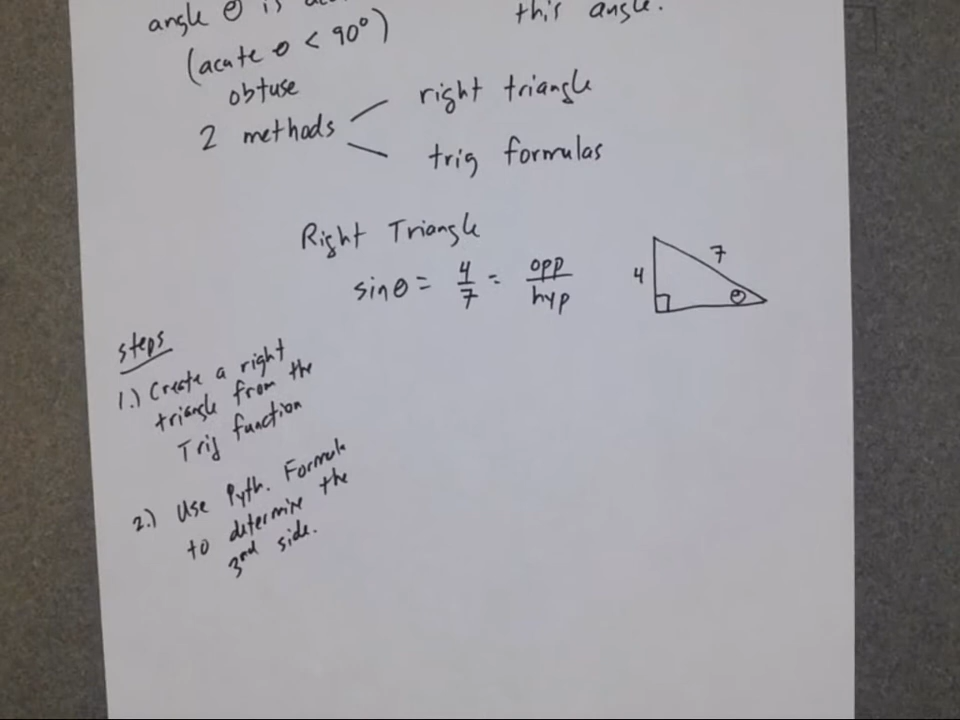 angle θ is
this angle.
(acute θ < 90°)
obtuse
2 methods
right triangle
trig formulas
Right Triangle
sinθ = 4/7 = opp/hyp
4
7
θ
steps
1.) Create a right
triangle from the
Trig function
2.) Use Pyth. Formula
to determine the
3rd side.